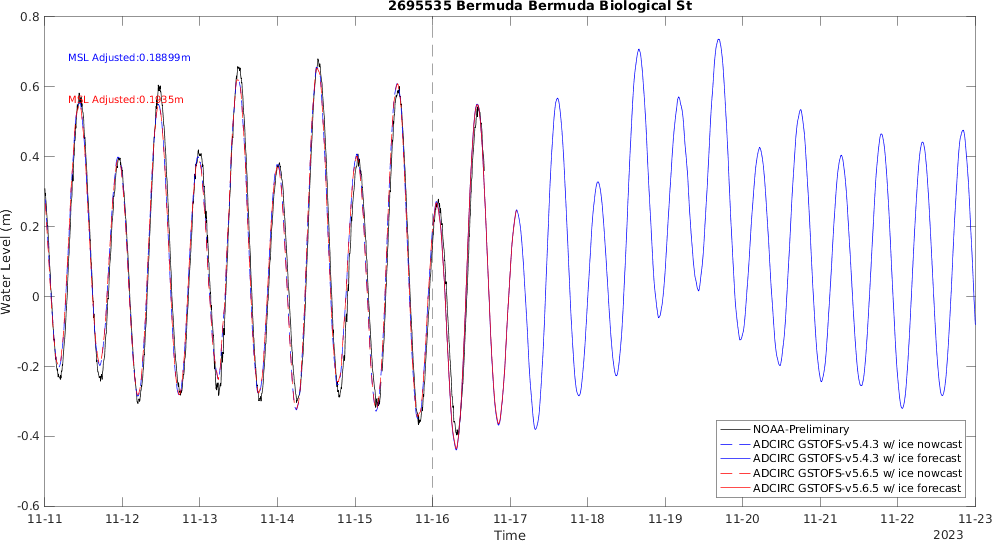 2695535 Bermuda Bermuda Biological St
0.8
MSL Adjusted:0.18899m
0.6
0.4
0.2
0
-0.2
-0.4
-0.6
Water Level (m)
NOAA-Preliminary
ADCIRC GSTOFS-v5.4.3 w/ ice nowcast
ADCIRC GSTOFS-v5.4.3 w/ ice forecast
ADCIRC GSTOFS-v5.6.5 w/ ice nowcast
ADCIRC GSTOFS-v5.6.5 w/ ice forecast
11-11 11-12 11-13 11-14 11-15 11-16 11-17 11-18 11-19 11-20 11-21 11-22 11-23
Time
2023